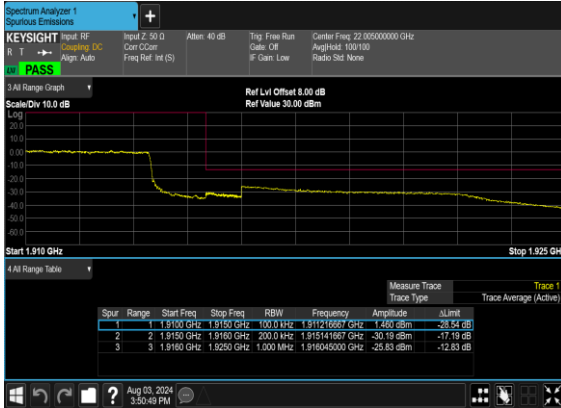 Spectrum Analyzer 1
Spurious Emissions
+
KEYSIGHT Input: RF Input Z: 50 Ω Atten: 40 dB Trig: Free Run Center Freq: 22.005000000 GHz
R T Coupling: DC Corr CCorr Gate: Off Avg|Hold: 100/100
Align: Auto Freq Ref: Int (S) IF Gain: Low Radio Std: None
PASS
3 All Range Graph
Ref Lvl Offset 8.00 dB
Scale/Div 10.0 dB Ref Value 30.00 dBm
Log
20.0
10.0
0.00
-10.0
-20.0
-30.0
-40.0
-50.0
-60.0
Start 1.910 GHz Stop 1.925 GH
4 All Range Table
Measure Trace Trace 1
Trace Type Trace Average (Active)
Spur Range Start Freq Stop Freq RBW Frequency Amplitude ΔLimit
1 1 1.9100 GHz 1.9150 GHz 100.0 kHz 1.911216667 GHz 1.460 dBm -28.54 dB
2 2 1.9150 GHz 1.9160 GHz 200.0 kHz 1.915141667 GHz -30.19 dBm -17.19 dB
3 3 1.9160 GHz 1.9250 GHz 1.000 MHz 1.916045000 GHz -25.83 dBm -12.83 dB
? Aug 03, 2024
3:50:49 PM